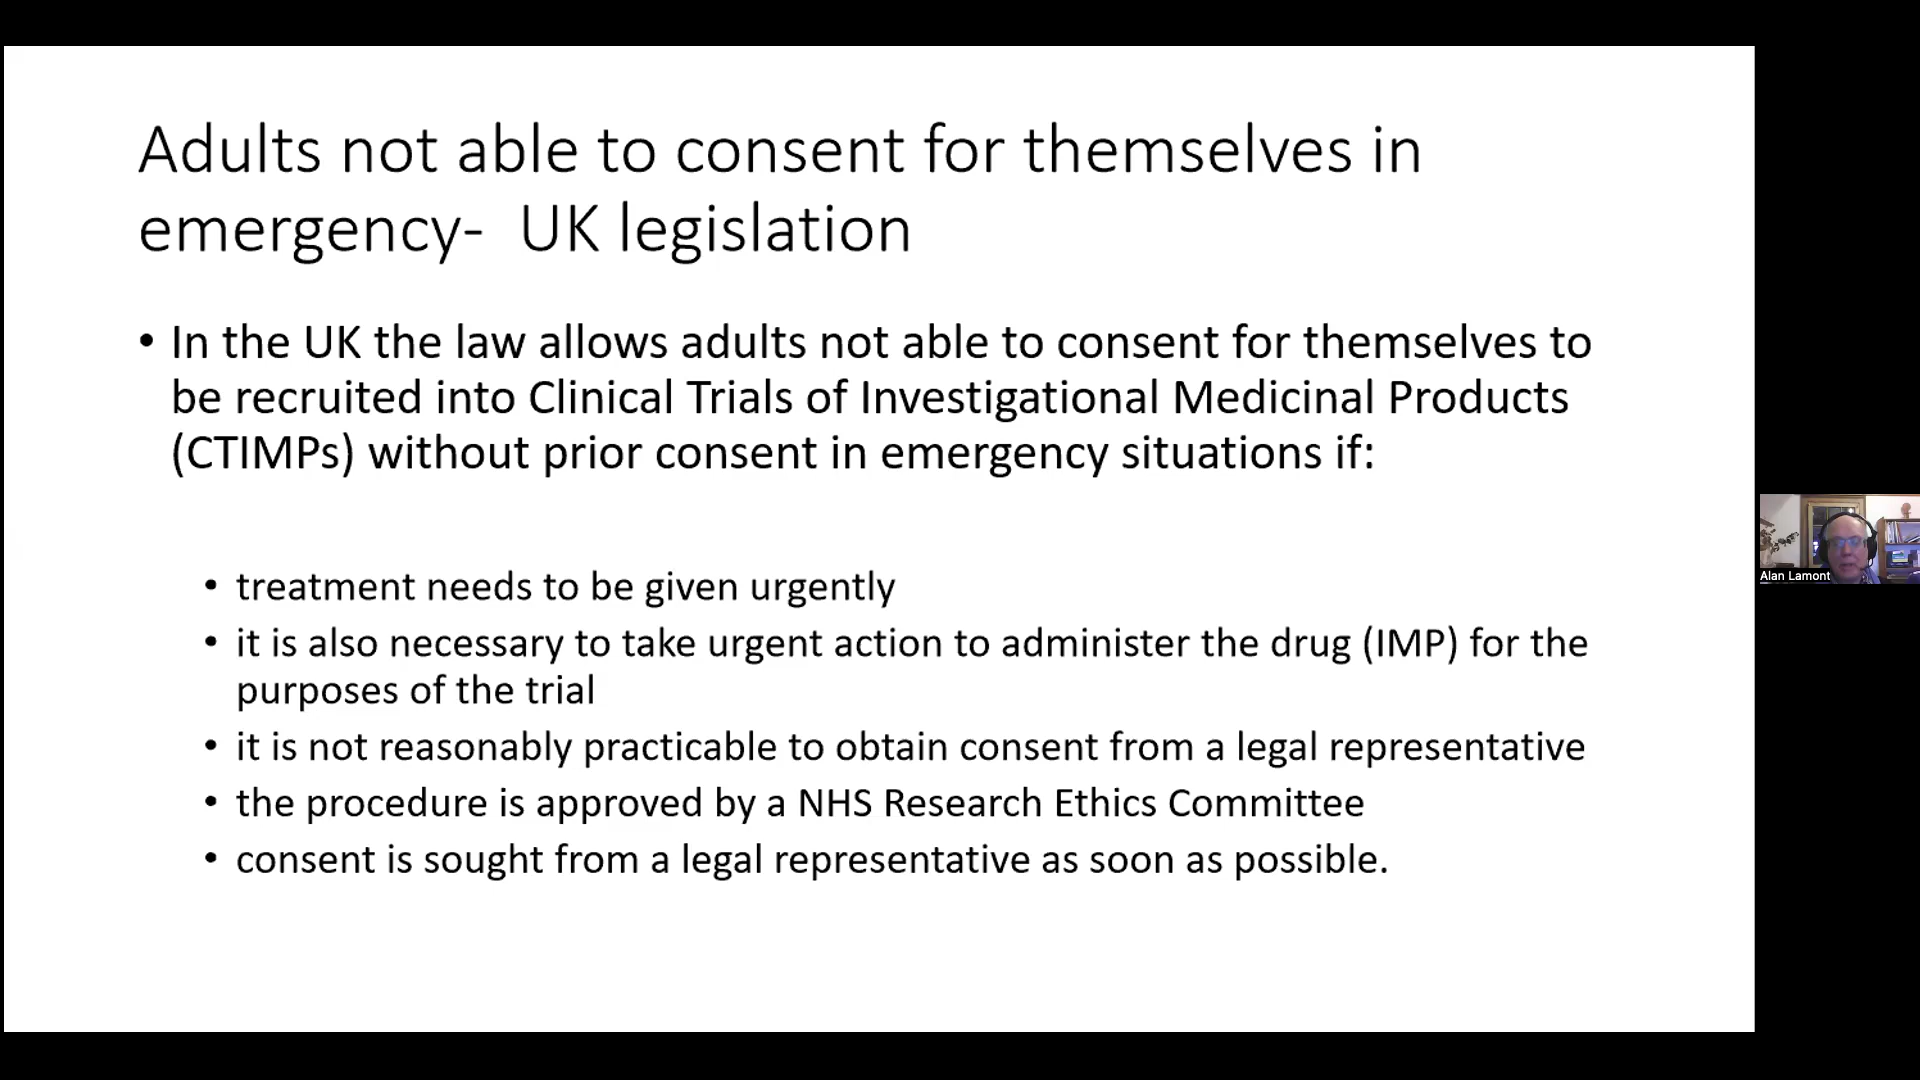 Adults not able to consent for themselves in
emergency-  UK legislation
• In the UK the law allows adults not able to consent for themselves to
be recruited into Clinical Trials of Investigational Medicinal Products
(CTIMPs) without prior consent in emergency situations if:
• treatment needs to be given urgently
• it is also necessary to take urgent action to administer the drug (IMP) for the
purposes of the trial
• it is not reasonably practicable to obtain consent from a legal representative
• the procedure is approved by a NHS Research Ethics Committee
• consent is sought from a legal representative as soon as possible.
Alan Lamont